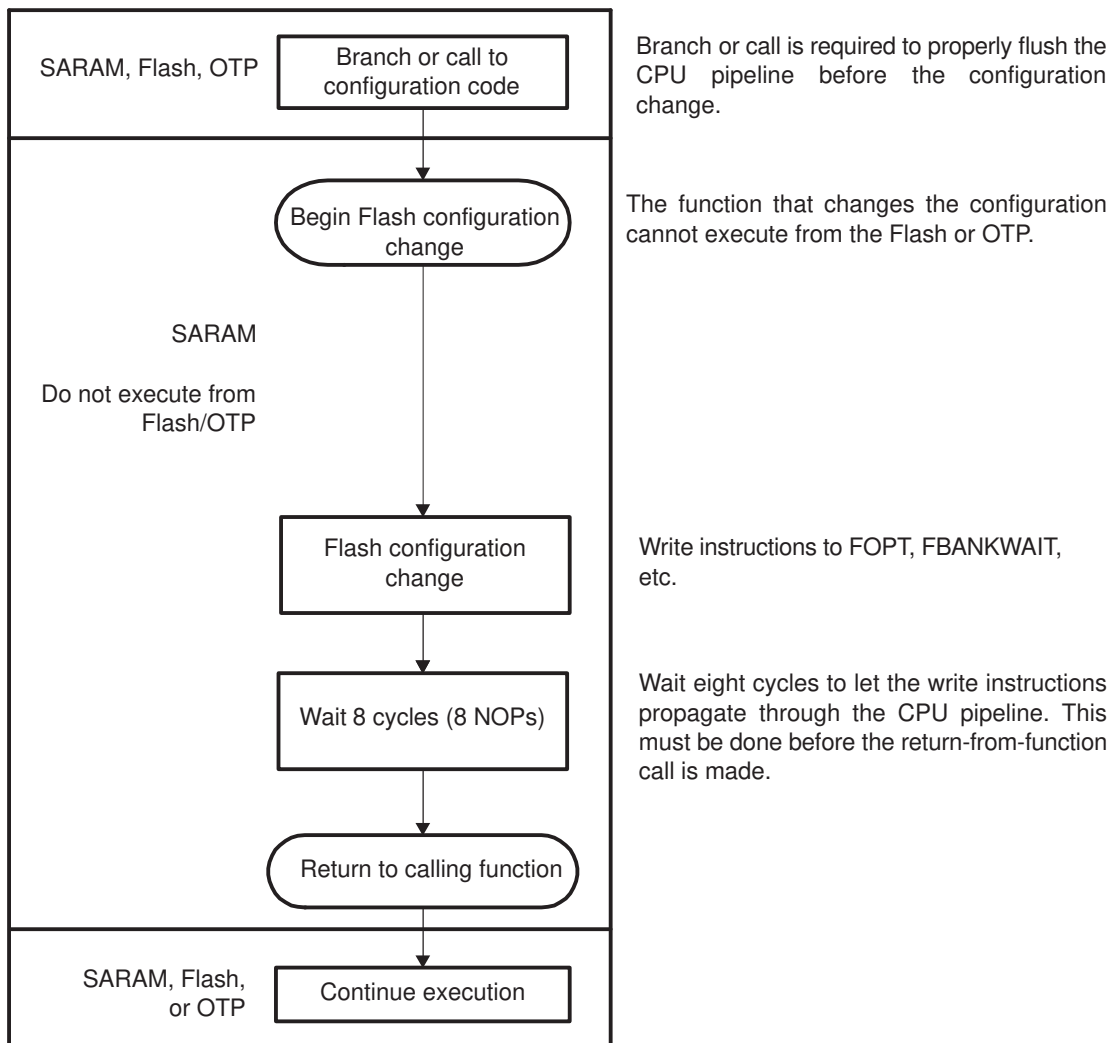 SARAM, Flash, OTP
Branch or call to
configuration code
Branch or call is required to properly flush the
CPU pipeline before the configuration
change.
Begin Flash configuration
change
The function that changes the configuration
cannot execute from the Flash or OTP.
SARAM
Do not execute from
Flash/OTP
Flash configuration
change
Write instructions to FOPT, FBANKWAIT,
etc.
Wait 8 cycles (8 NOPs)
Wait eight cycles to let the write instructions
propagate through the CPU pipeline. This
must be done before the return-from-function
call is made.
Return to calling function
SARAM, Flash,
or OTP
Continue execution